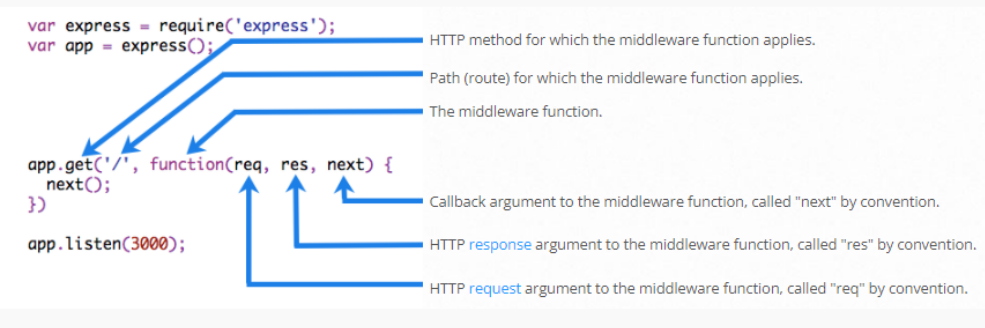 var express = require('express');
var app = express();
HTTP method for which the middleware function applies.
Path (route) for which the middleware function applies.
The middleware function.
app.get('/', function(req, res, next) {
next();
})
Callback argument to the middleware function, called "next" by convention.
app.listen(3000);
HTTP response argument to the middleware function, called "res" by convention.
HTTP request argument to the middleware function, called "req" by convention.